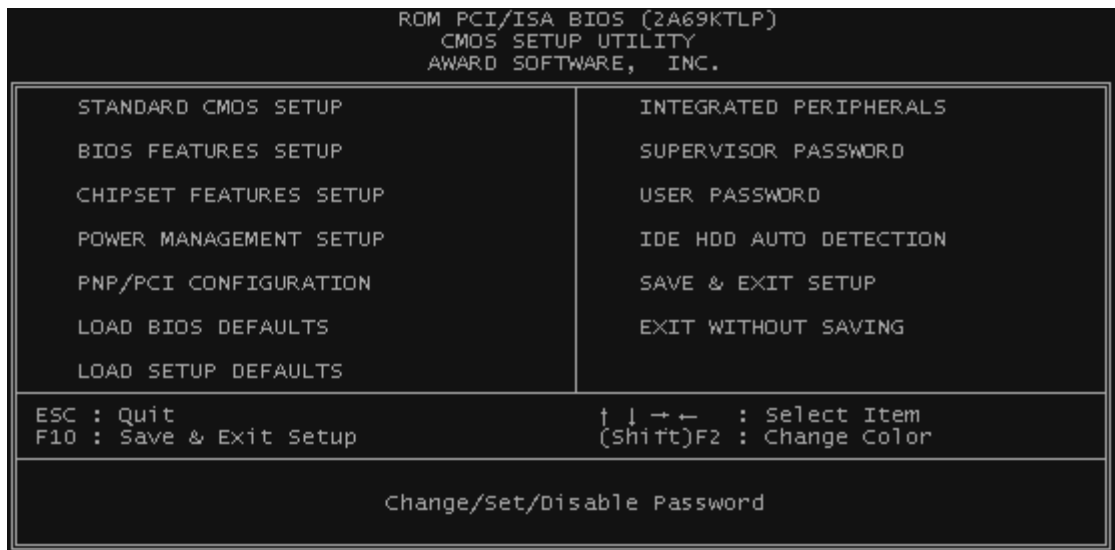 ROM PCI/ISA BIOS (2A69KTLP)
CMOS SETUP UTILITY
AWARD SOFTWARE, INC.
STANDARD CMOS SETUP
BIOS FEATURES SETUP
CHIPSET FEATURES SETUP
POWER MANAGEMENT SETUP
PNP/PCI CONFIGURATION
LOAD BIOS DEFAULTS
LOAD SETUP DEFAULTS
INTEGRATED PERIPHERALS
SUPERVISOR PASSWORD
USER PASSWORD
IDE HDD AUTO DETECTION
SAVE & EXIT SETUP
EXIT WITHOUT SAVING
ESC : Quit
F10 : Save & Exit Setup
↑ ↓ → ← : Select Item
(Shift)F2 : Change Color
Change/Set/Disable Password